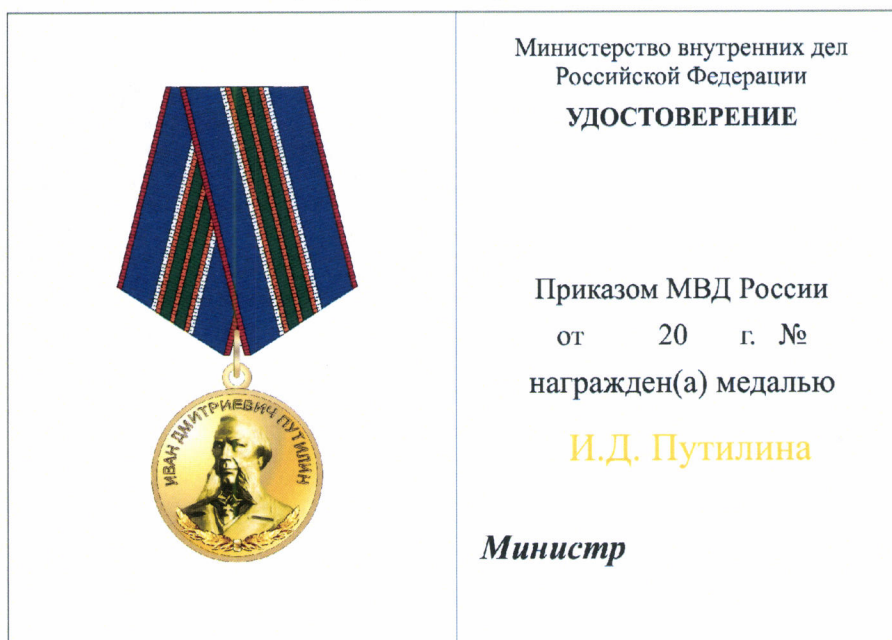 ИВАН ДМИТРИЕВИЧ ПУТИЛИН
Министерство внутренних дел
Российской Федерации
УДОСТОВЕРЕНИЕ
Приказом МВД России
от 20 г. №
награжден(а) медалью
И.Д. Путилина
Министр